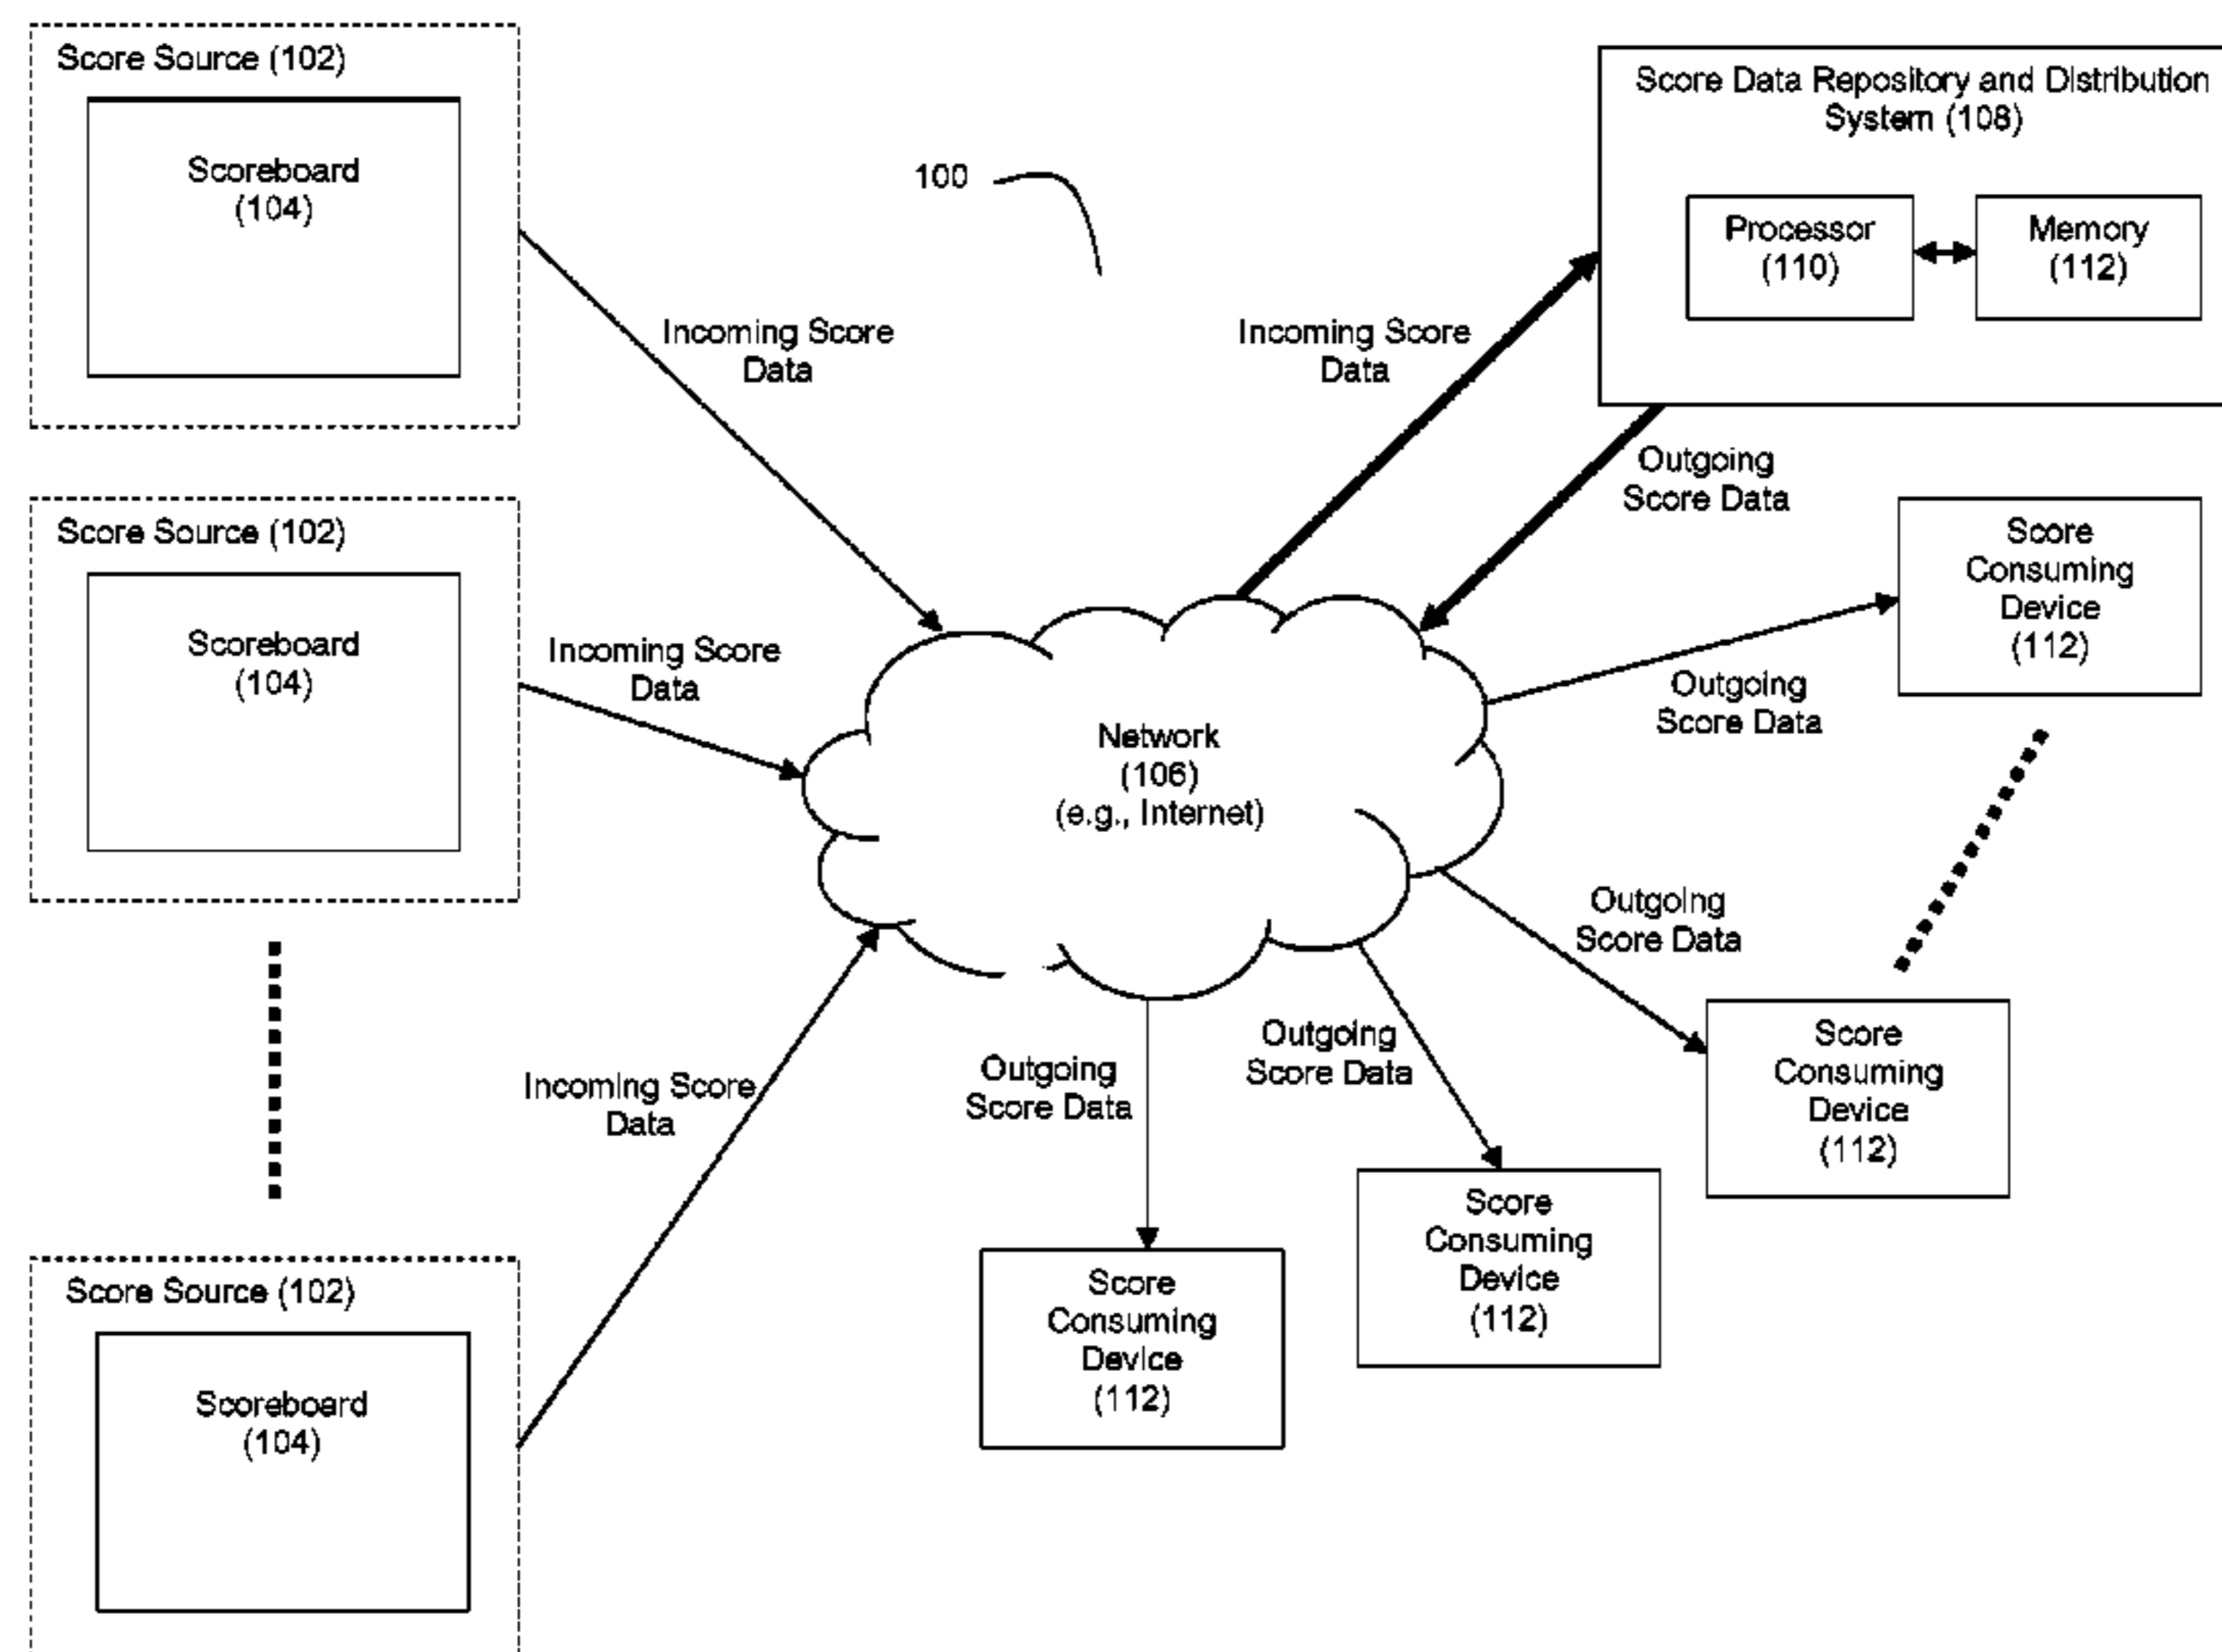 Score Source (102)
Scoreboard
(104)
Incoming Score
Data
100
Incoming Score
Data
Score Data Repository and Distribution
System (108)
Processor
(110)
Memory
(112)
Outgoing
Score Data
Score Source (102)
Scoreboard
(104)
Incoming Score
Data
Network
(106)
(e.g., Internet)
Outgoing
Score Data
Score
Consuming
Device
(112)
Outgoing
Score Data
Score
Consuming
Device
(112)
Outgoing
Score Data
Score
Consuming
Device
(112)
Outgoing
Score Data
Score
Consuming
Device
(112)
Incoming Score
Data
Score Source (102)
Scoreboard
(104)